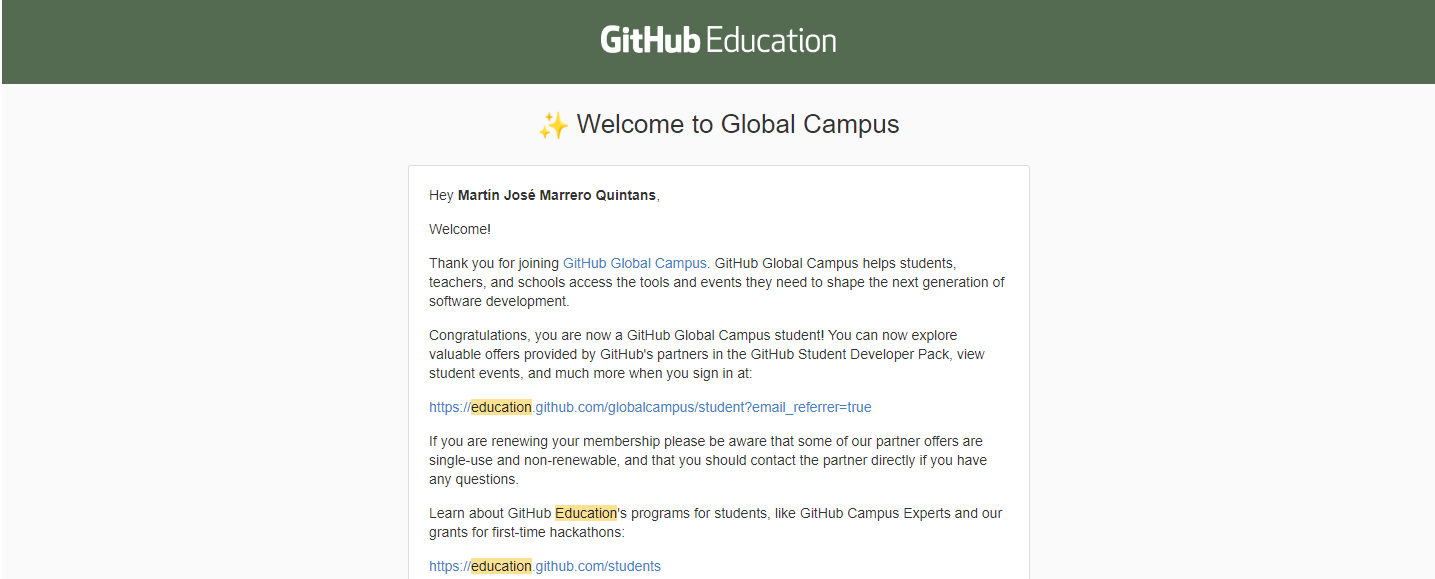 GitHub Education
✨ Welcome to Global Campus
Hey Martín José Marrero Quintans,
Welcome!
Thank you for joining GitHub Global Campus. GitHub Global Campus helps students,
teachers, and schools access the tools and events they need to shape the next generation of
software development.
Congratulations, you are now a GitHub Global Campus student! You can now explore
valuable offers provided by GitHub's partners in the GitHub Student Developer Pack, view
student events, and much more when you sign in at:
https://education.github.com/globalcampus/student?email_referrer=true
If you are renewing your membership please be aware that some of our partner offers are
single-use and non-renewable, and that you should contact the partner directly if you have
any questions.
Learn about GitHub Education's programs for students, like GitHub Campus Experts and our
grants for first-time hackathons:
https://education.github.com/students